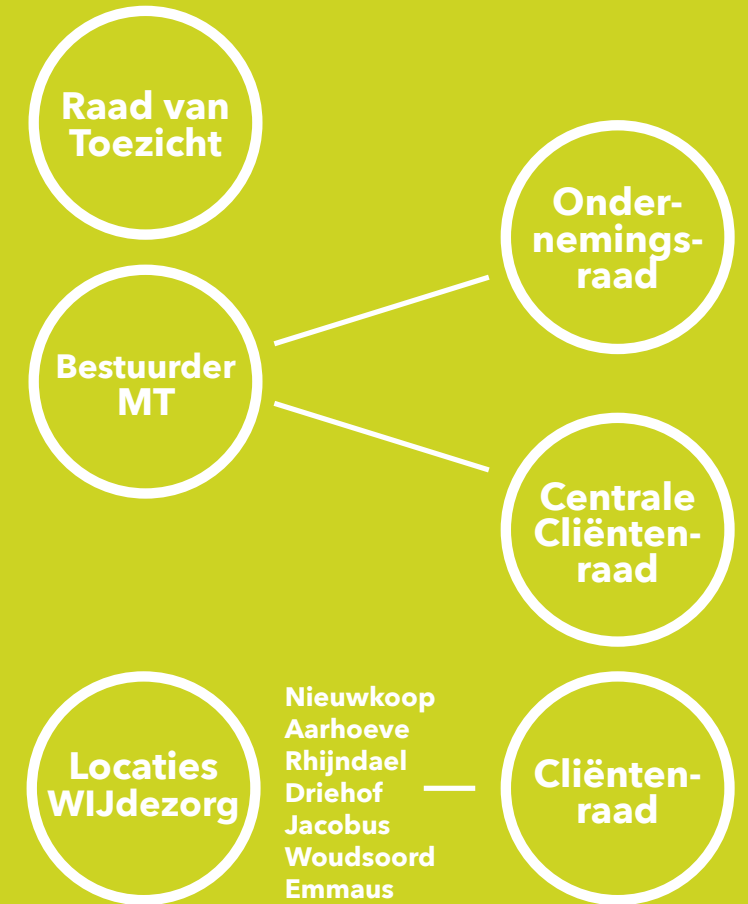 Raad van
Toezicht
Onder-
nemings-
raad
Bestuurder
MT
Centrale
Cliënten-
raad
Locaties
WIJdezorg
Nieuwkoop
Aarhoeve
Rhijndael
Driehof
Jacobus
Woudsoord
Emmaus
Cliënten-
raad